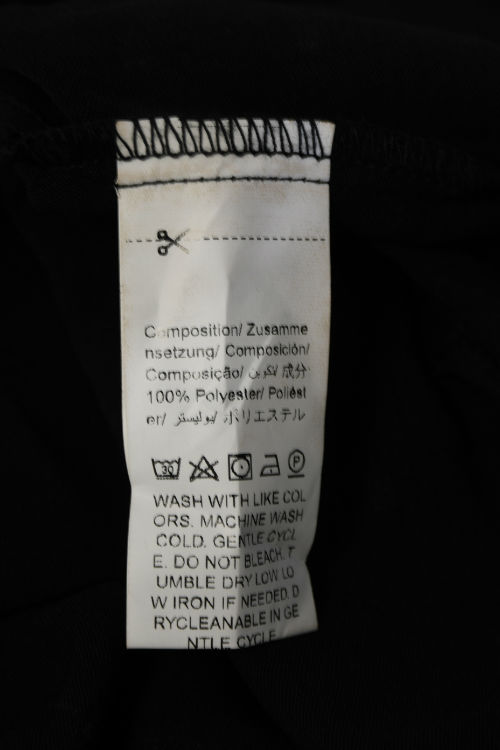 Composition/ Zusamme
nsetzung/ Composición/
Composição/ تكوين/ 成分
100% Polyester/ Poliést
er/ بوليستر/ ポリエステル
30 P
WASH WITH LIKE COL
ORS. MACHINE WASH
COLD. GENTLE CYCL
E. DO NOT BLEACH. T
UMBLE DRY LOW. LO
W IRON IF NEEDED. D
RYCLEANABLE IN GE
NTLE CYCLE